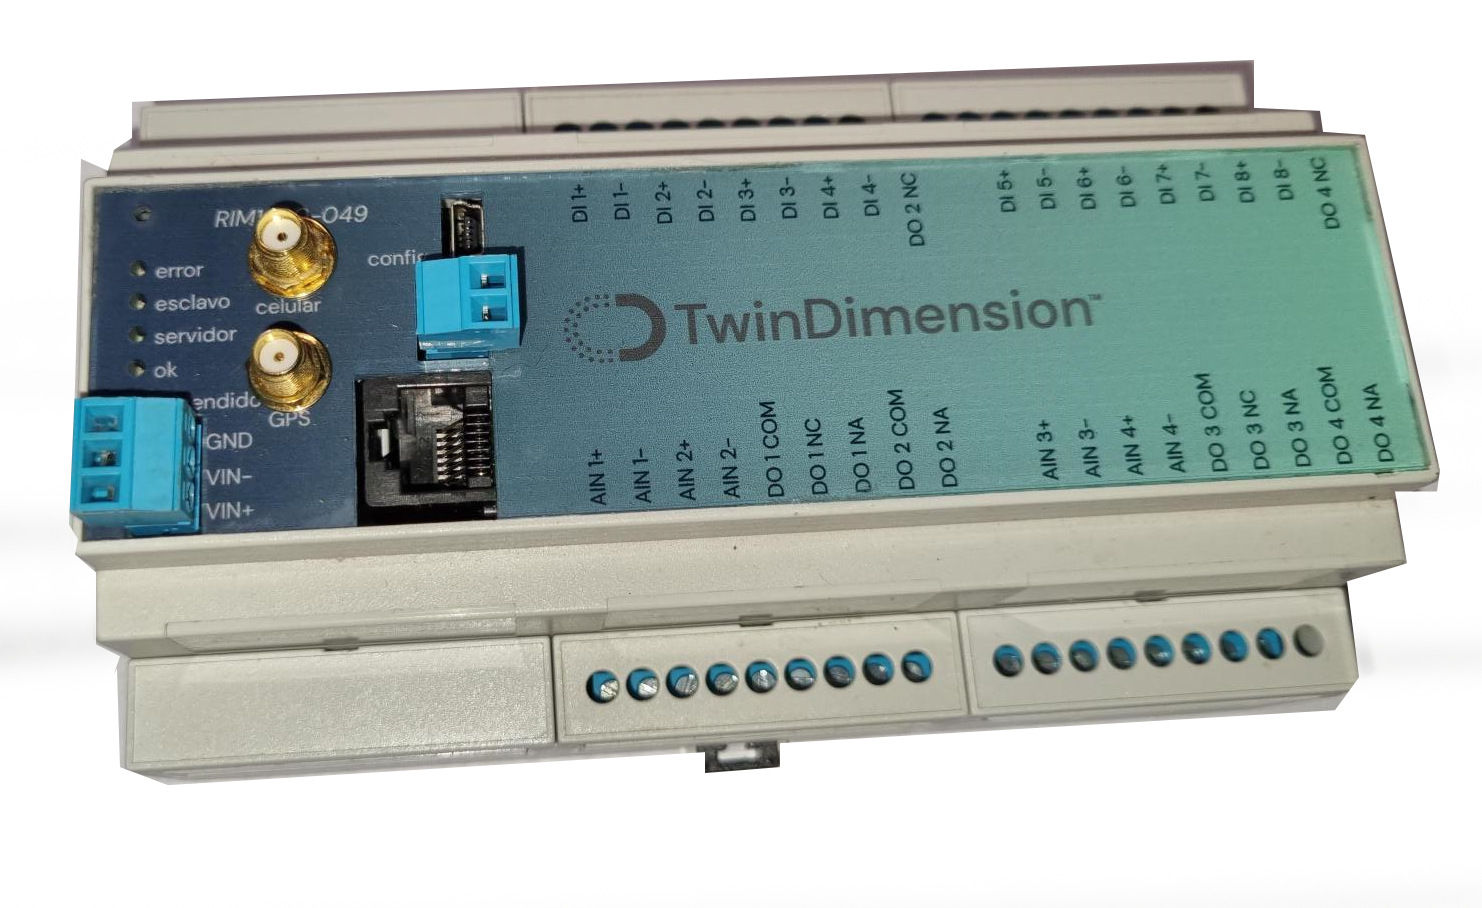 error
esclavo
servidor
ok
GND
VIN-
VIN+
celular
GPS
DI 1+
DI 1-
DI 2+
DI 2-
DI 3+
DI 3-
DI 4+
DI 4-
DO 2 NC
DI 5+
DI 5-
DI 6+
DI 6-
DI 7+
DI 7-
DI 8+
DI 8-
DO 4 NC
TwinDimension™
AIN 1+
AIN 1-
AIN 2+
AIN 2-
DO 1 COM
DO 1 NC
DO 1 NA
DO 2 COM
DO 2 NA
AIN 3+
AIN 3-
AIN 4+
AIN 4-
DO 3 COM
DO 3 NC
DO 3 NA
DO 4 COM
DO 4 NA